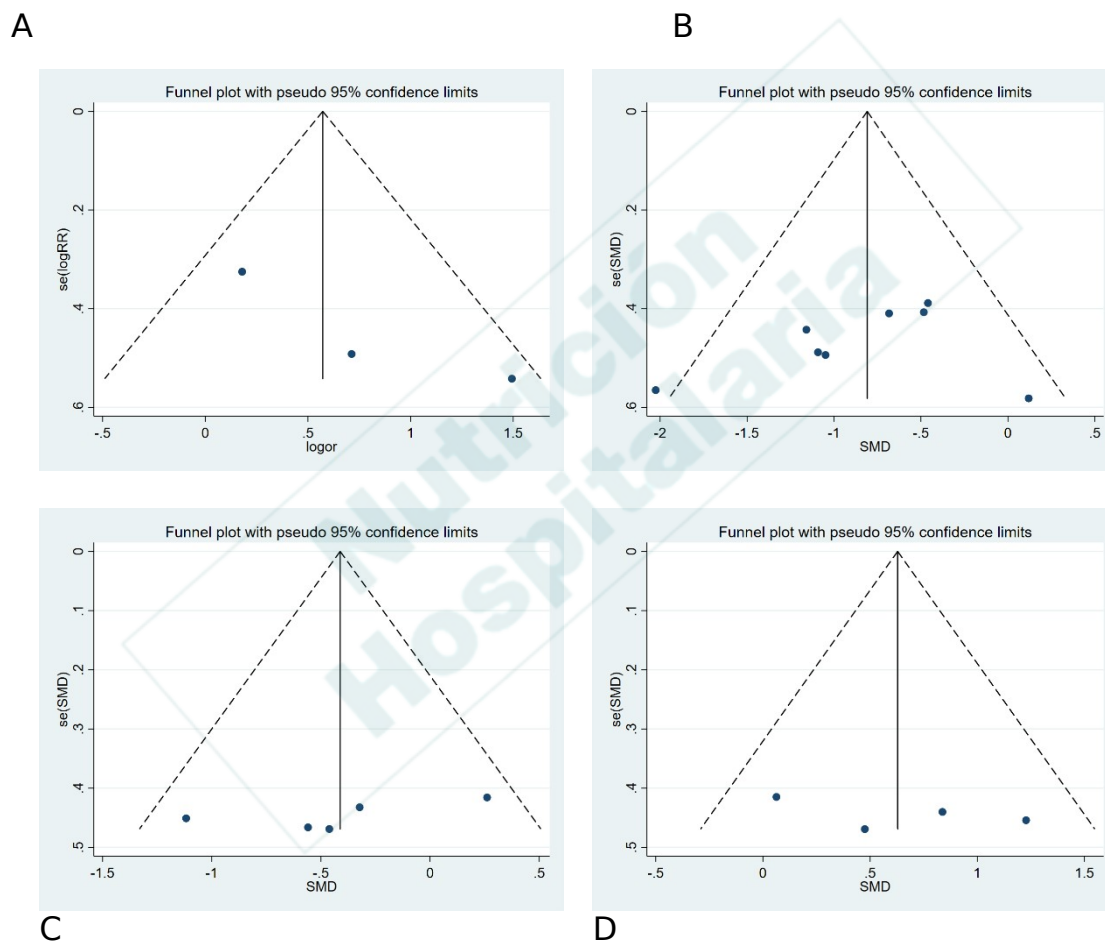 A
B
Funnel plot with pseudo 95% confidence limits
0
.2
.4
.6
se(logRR)
-.5
0
.5
1
1.5
logor
Funnel plot with pseudo 95% confidence limits
0
.2
.4
.6
se(SMD)
-2
-1.5
-1
-.5
0
.5
SMD
Funnel plot with pseudo 95% confidence limits
0
.1
.2
.3
.4
.5
se(SMD)
-1.5
-1
-.5
0
.5
SMD
Funnel plot with pseudo 95% confidence limits
0
.1
.2
.3
.4
.5
se(SMD)
-.5
0
.5
1
1.5
SMD
C
D
Nutrición
Hospitalaria